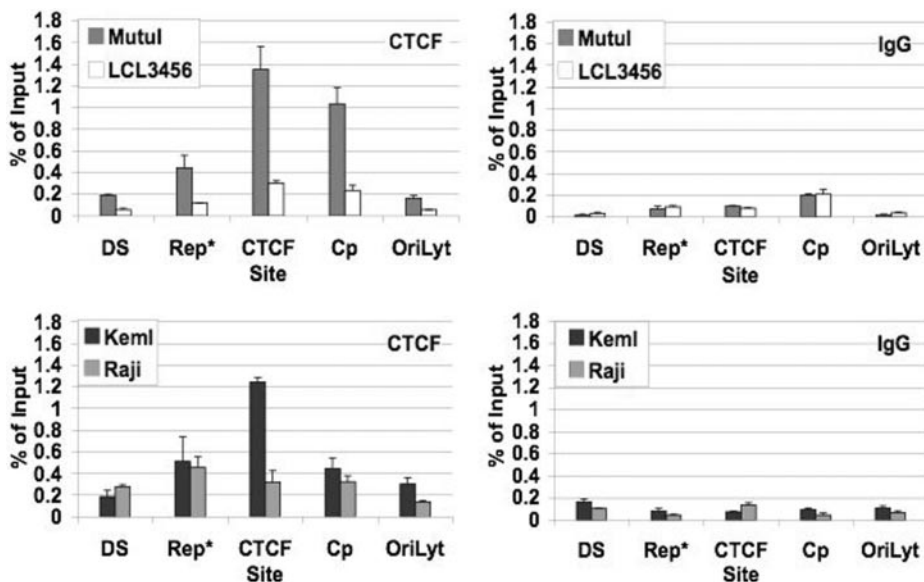 1.8
1.6
1.4
1.2
1
0.8
0.6
0.4
0.2
0
% of Input
MutuI
LCL3456
CTCF
DS Rep* CTCF Cp OriLyt
Site
1.8
1.6
1.4
1.2
1
0.8
0.6
0.4
0.2
0
% of Input
MutuI
LCL3456
IgG
DS Rep* CTCF Cp OriLyt
Site
1.8
1.6
1.4
1.2
1
0.8
0.6
0.4
0.2
0
% of Input
KemI
Raji
CTCF
DS Rep* CTCF Cp OriLyt
Site
1.8
1.6
1.4
1.2
1
0.8
0.6
0.4
0.2
0
% of Input
KemI
Raji
IgG
DS Rep* CTCF Cp OriLyt
Site